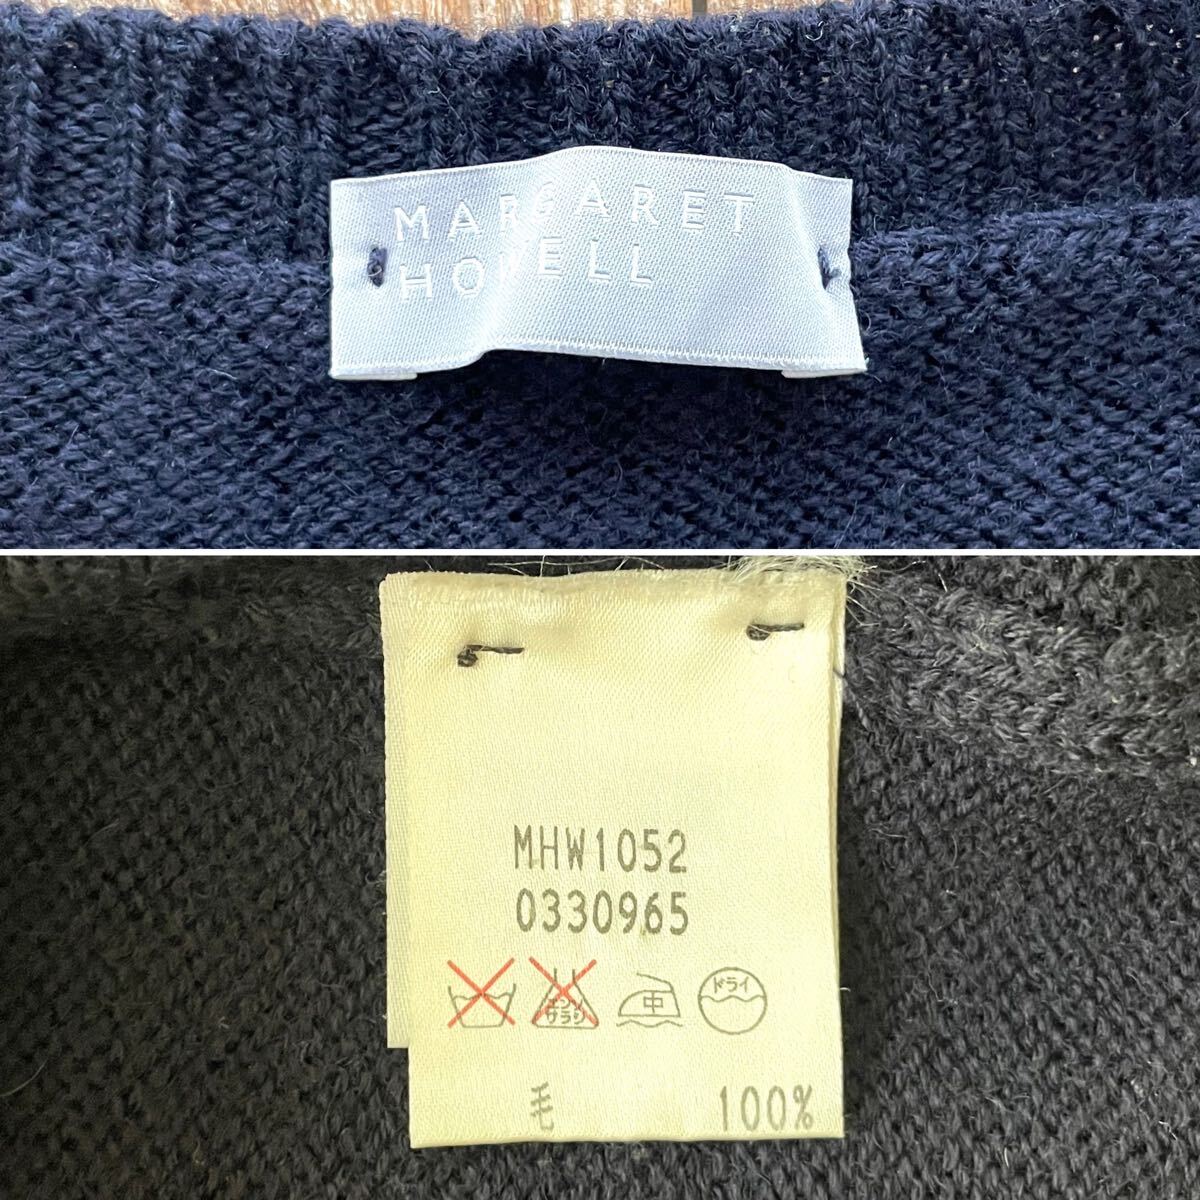 MARGARET
HOWELL
MHW1052
0330965
エンソ
サラシ
中
ドライ
毛 100%